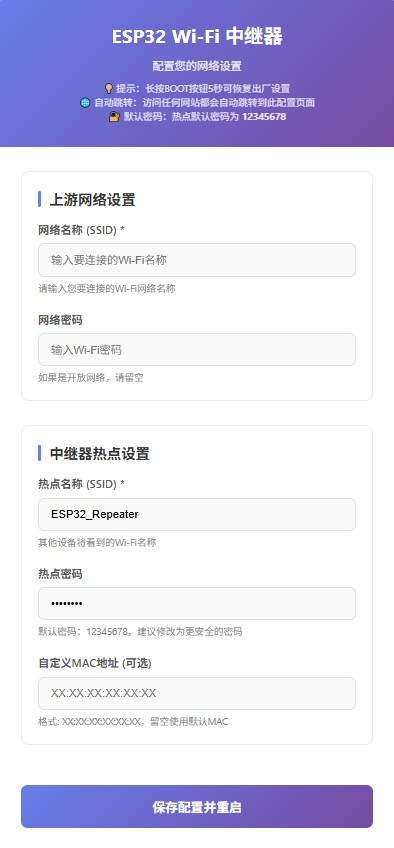 ESP32 Wi-Fi 中继器
配置您的网络设置
💡 提示：长按BOOT按钮5秒可恢复出厂设置
🌐 自动跳转：访问任何网站都会自动跳转到此配置页面
🔐 默认密码：热点默认密码为 12345678
上游网络设置
网络名称 (SSID) *
输入要连接的Wi-Fi名称
请输入您要连接的Wi-Fi网络名称
网络密码
输入Wi-Fi密码
如果是开放网络，请留空
中继器热点设置
热点名称 (SSID) *
ESP32_Repeater
其他设备将看到的Wi-Fi名称
热点密码
••••••••
默认密码：12345678，建议修改为更安全的密码
自定义MAC地址 (可选)
XX:XX:XX:XX:XX:XX
格式: XX:XX:XX:XX:XX:XX，留空使用默认MAC
保存配置并重启